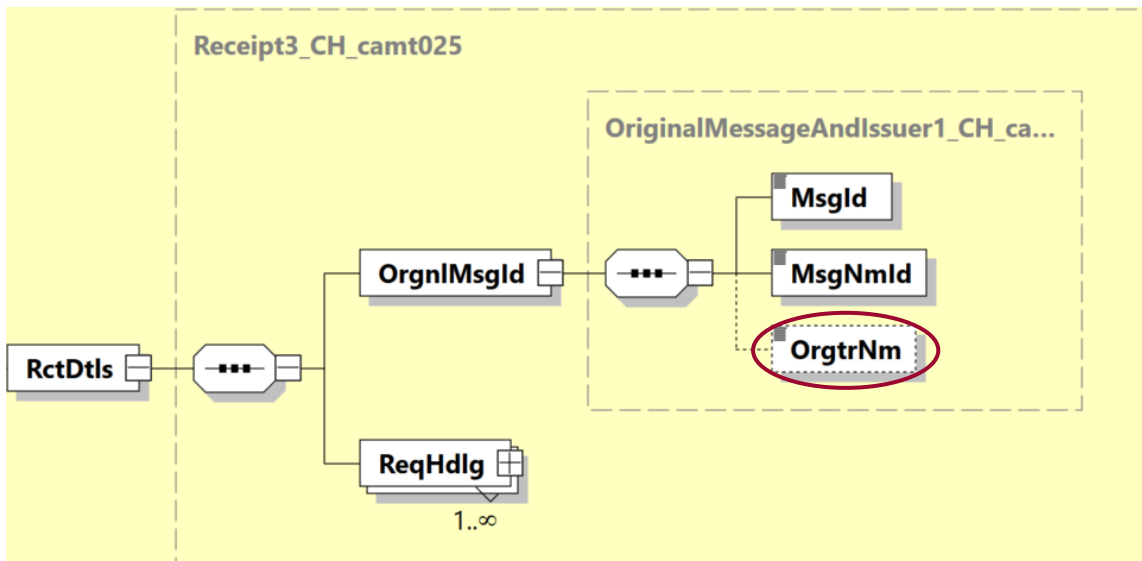 Receipt3_CH_camt025
OriginalMessageAndIssuer1_CH_ca...
MsgId
OrgnlMsgId
MsgNmId
OrgtrNm
RctDtls
ReqHdlg
1..∞